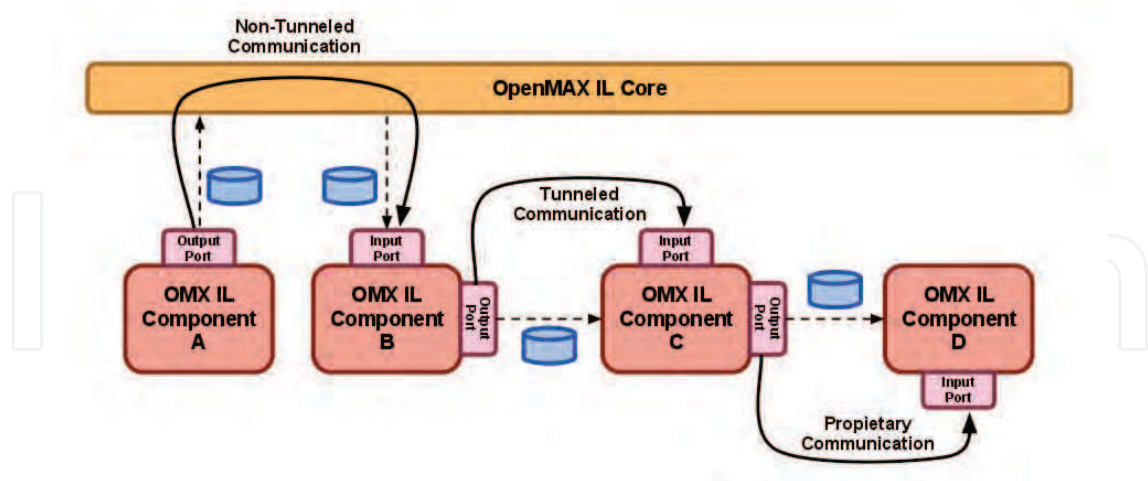 Non-Tunneled
Communication
OpenMAX IL Core
Tunneled
Communication
Output
Port
Input
Port
Input
Port
OMX IL
Component
A
OMX IL
Component
B
Output
Port
OMX IL
Component
C
Output
Port
OMX IL
Component
D
Input
Port
Propietary
Communication